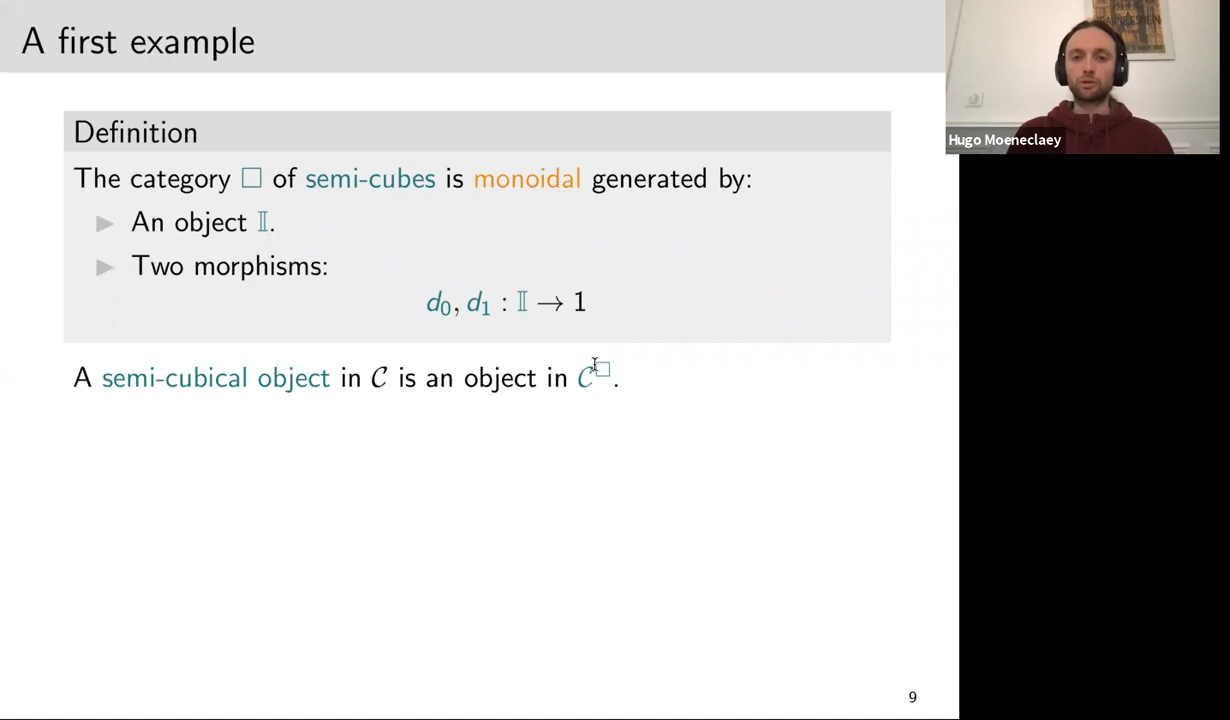 A first example
Hugo Moeneclaey
Definition
The category □ of semi-cubes is monoidal generated by:
▶ An object 𝕀.
▶ Two morphisms:
d₀, d₁ : 𝕀 → 1
A semi-cubical object in 𝒞 is an object in 𝒞^□.
9